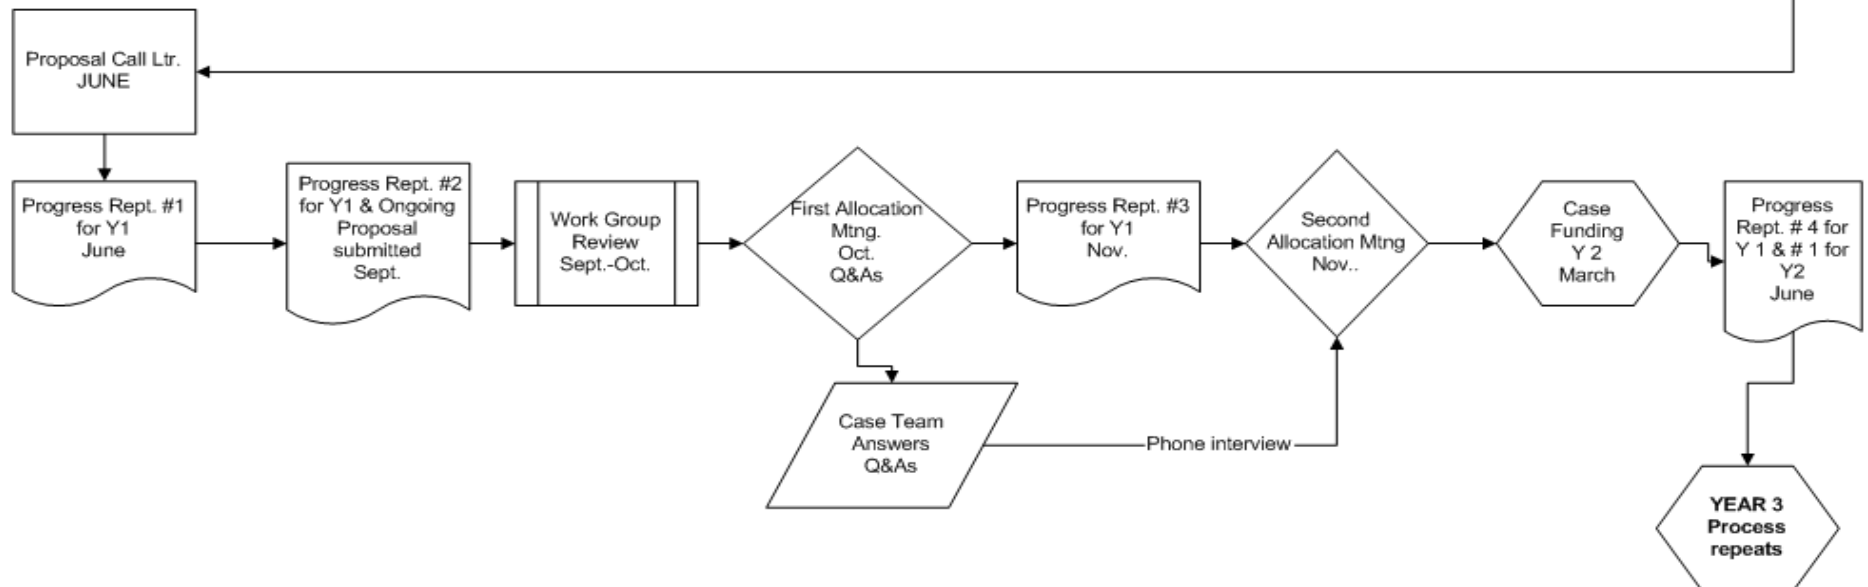 Proposal Call Ltr.
JUNE
Progress Rept. #1
for Y1
June
Progress Rept. #2
for Y1 & Ongoing
Proposal
submitted
Sept.
Work Group
Review
Sept.-Oct.
First Allocation
Mtng.
Oct.
Q&As
Progress Rept. #3
for Y1
Nov.
Second
Allocation Mtng
Nov..
Case
Funding
Y 2
March
Progress
Rept. # 4 for
Y 1 & # 1 for
Y2
June
Case Team
Answers
Q&As
Phone interview
YEAR 3
Process
repeats